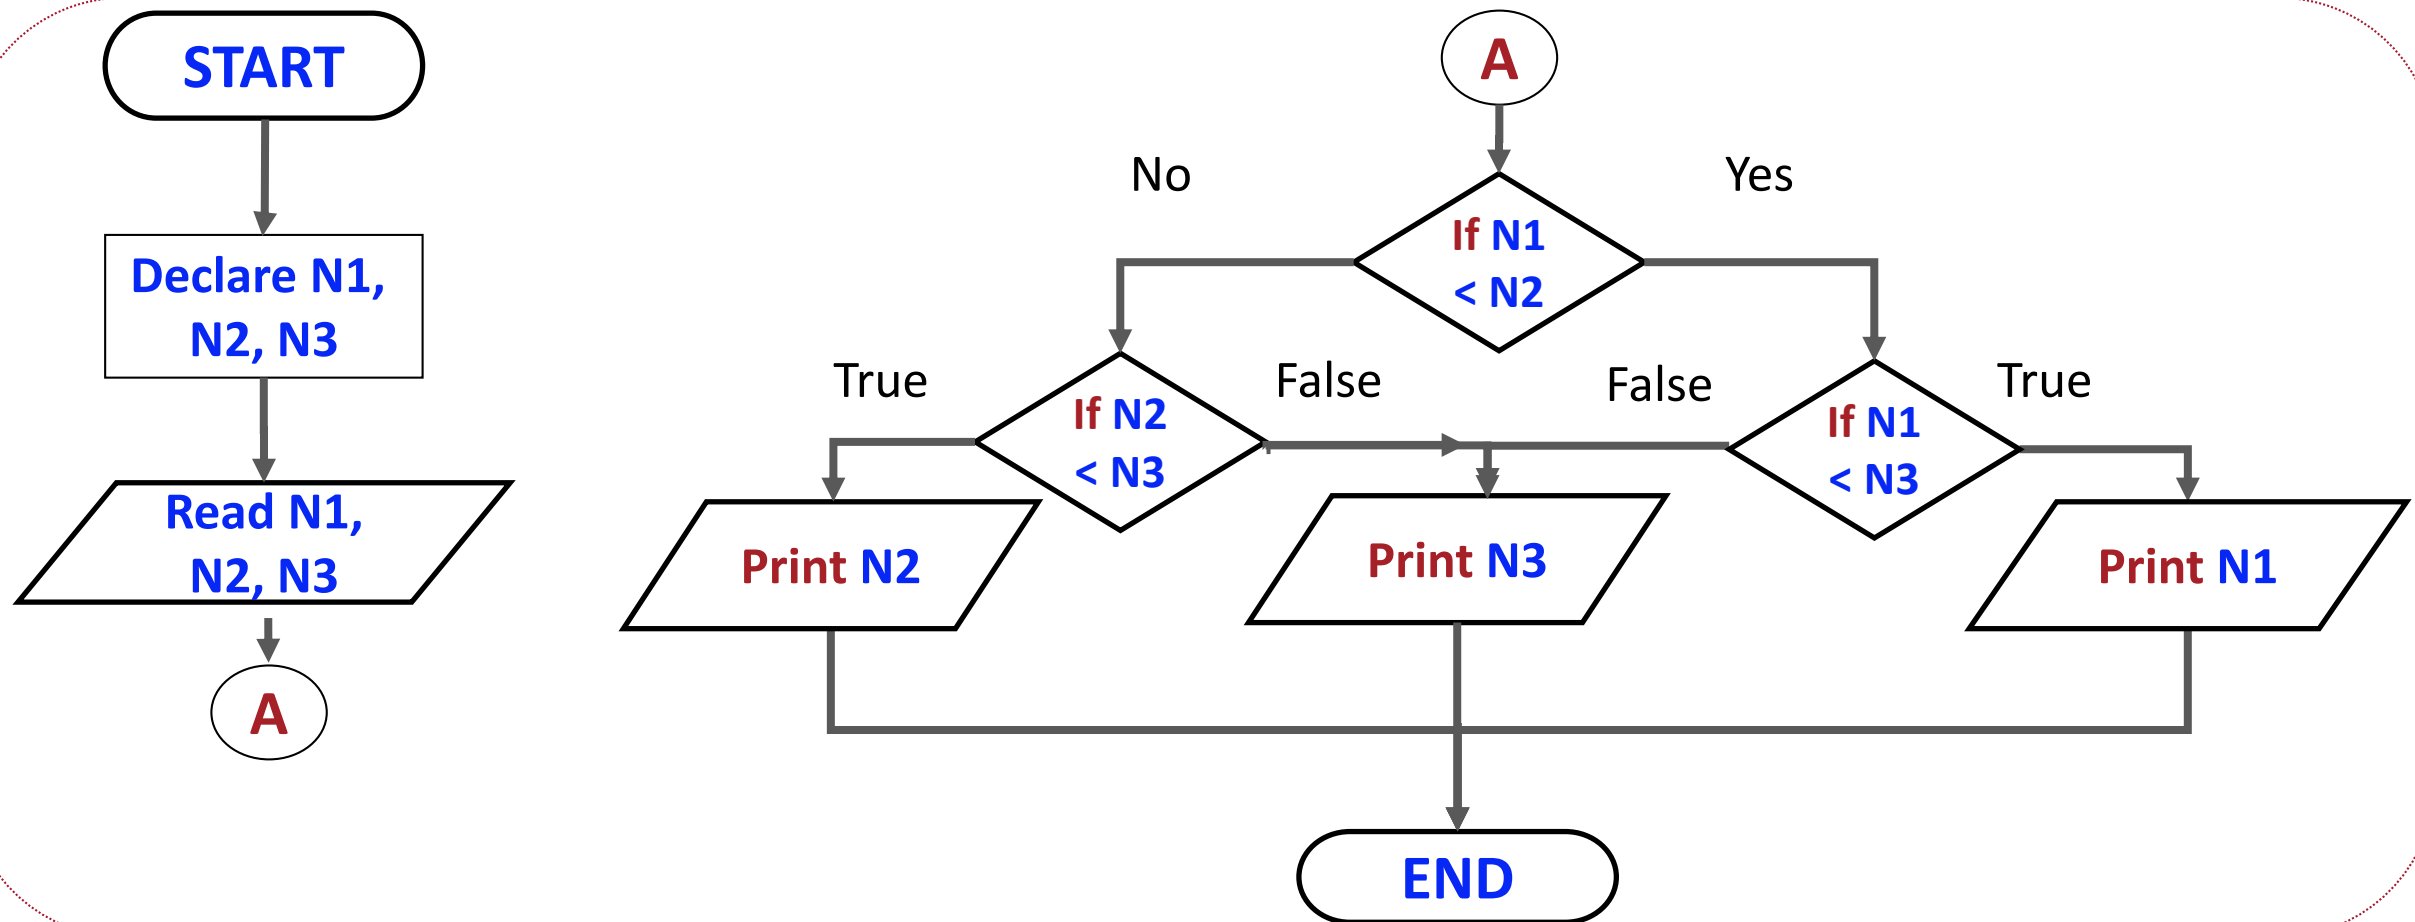 START
Declare N1,
N2, N3
Read N1,
N2, N3
A
A
No
Yes
If N1
< N2
True
If N2
< N3
False
False
If N1
< N3
True
Print N2
Print N3
Print N1
END